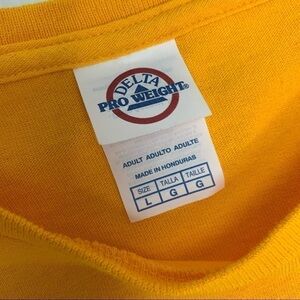 DELTA
PRO WEIGHT®
ADULT ADULTO ADULTE
MADE IN HONDURAS
SIZE TALLA TAILLE
L G G